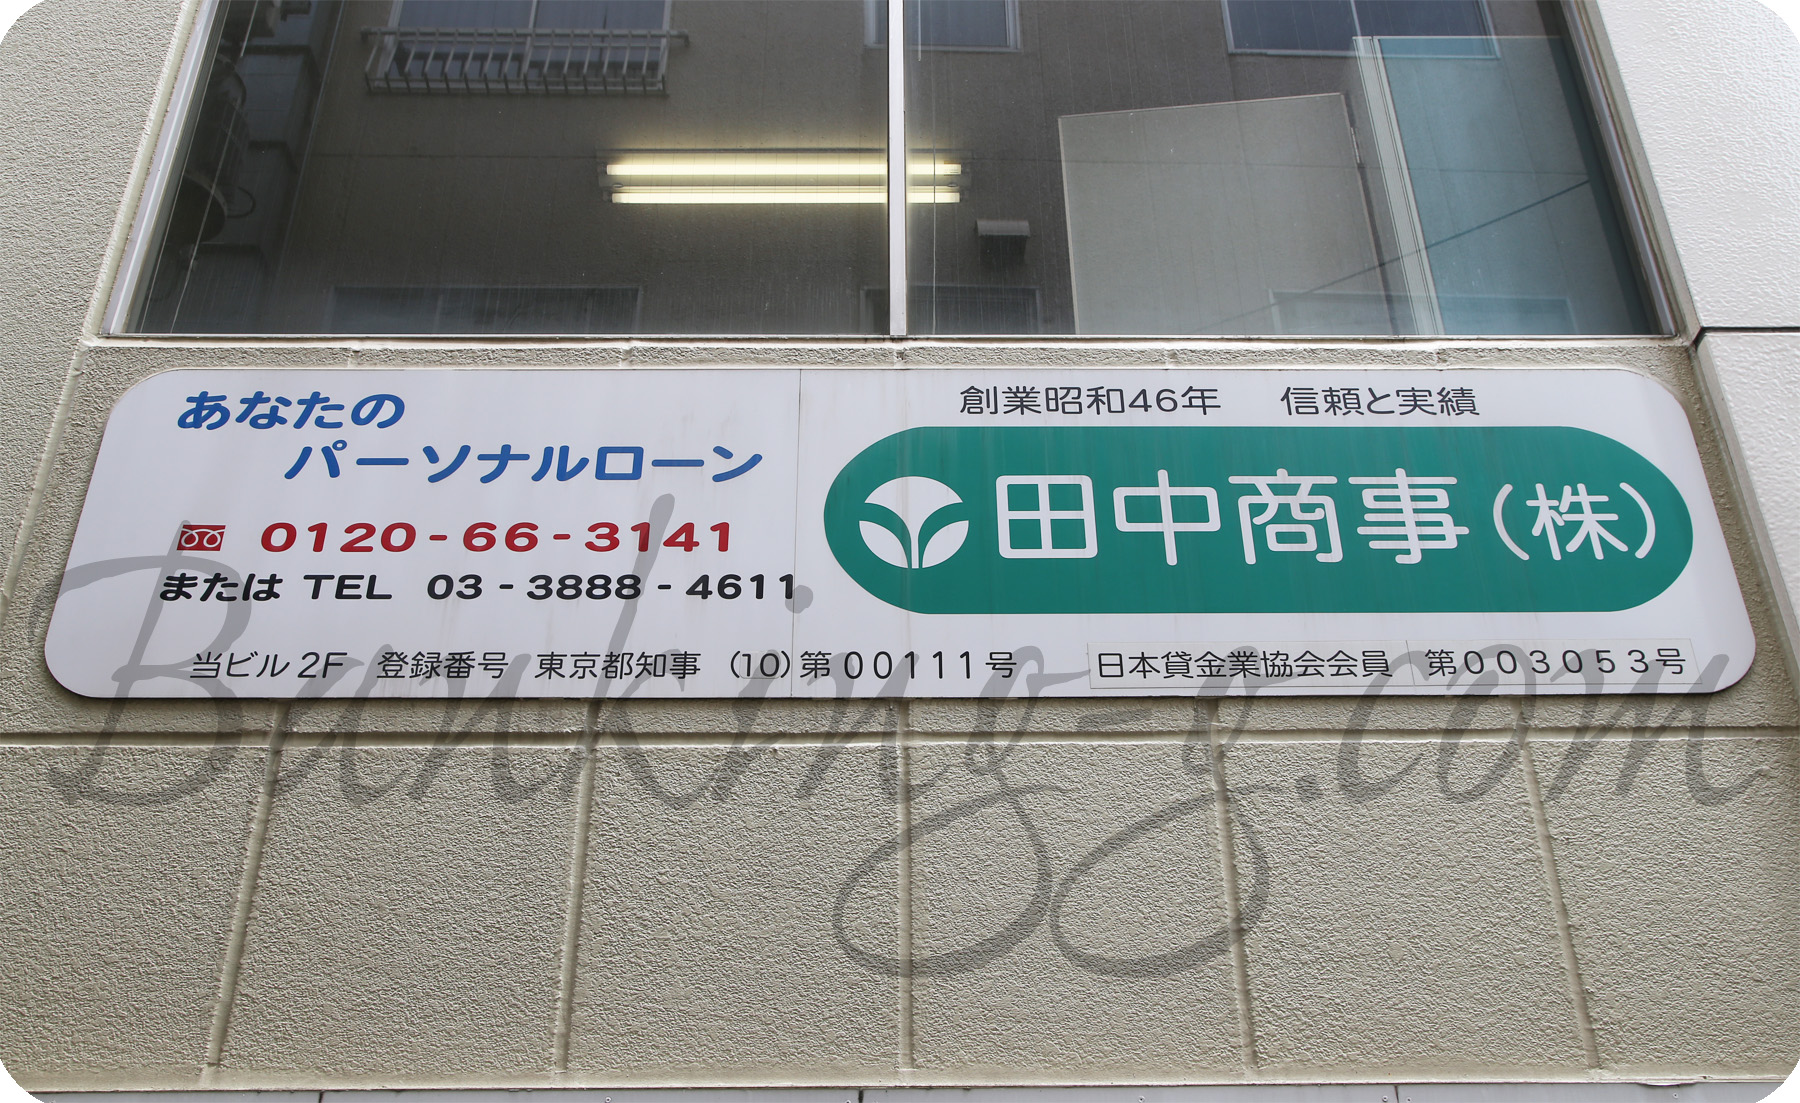 あなたの
パーソナルローン
0120-66-3141
または TEL 03-3888-4611
創業昭和46年 信頼と実績
田中商事(株)
当ビル2F 登録番号 東京都知事 (10)第00111号
日本貸金業協会会員 第003053号
Banking-g.com